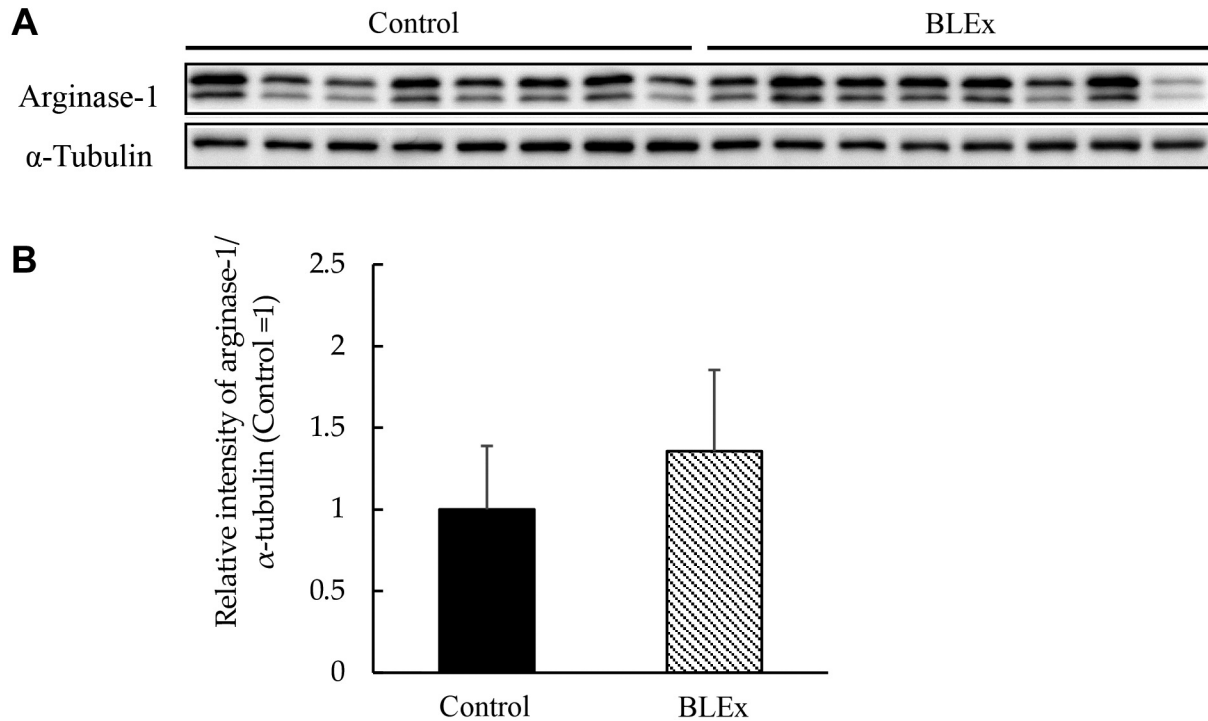 A
Control
BLEx
Arginase-1
α-Tubulin
B
Relative intensity of arginase-1/
α-tubulin (Control =1)
2.5
2
1.5
1
0.5
0
Control
BLEx